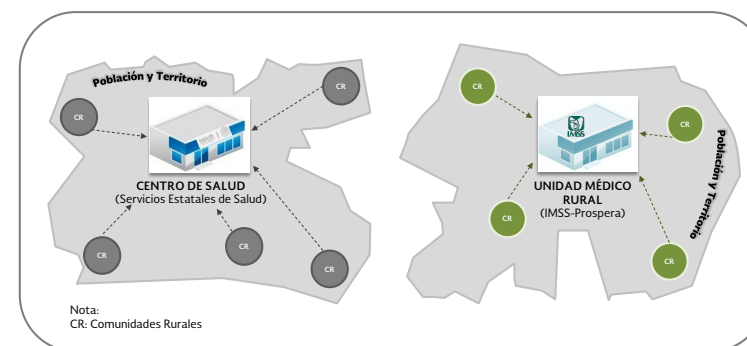 Población y Territorio
CR
CR
CENTRO DE SALUD
(Servicios Estatales de Salud)
CR
CR
CR
CR
CR
IMSS
UNIDAD MÉDICO
RURAL
(IMSS-Prospera)
Población y Territorio
CR
CR
Nota:
CR: Comunidades Rurales